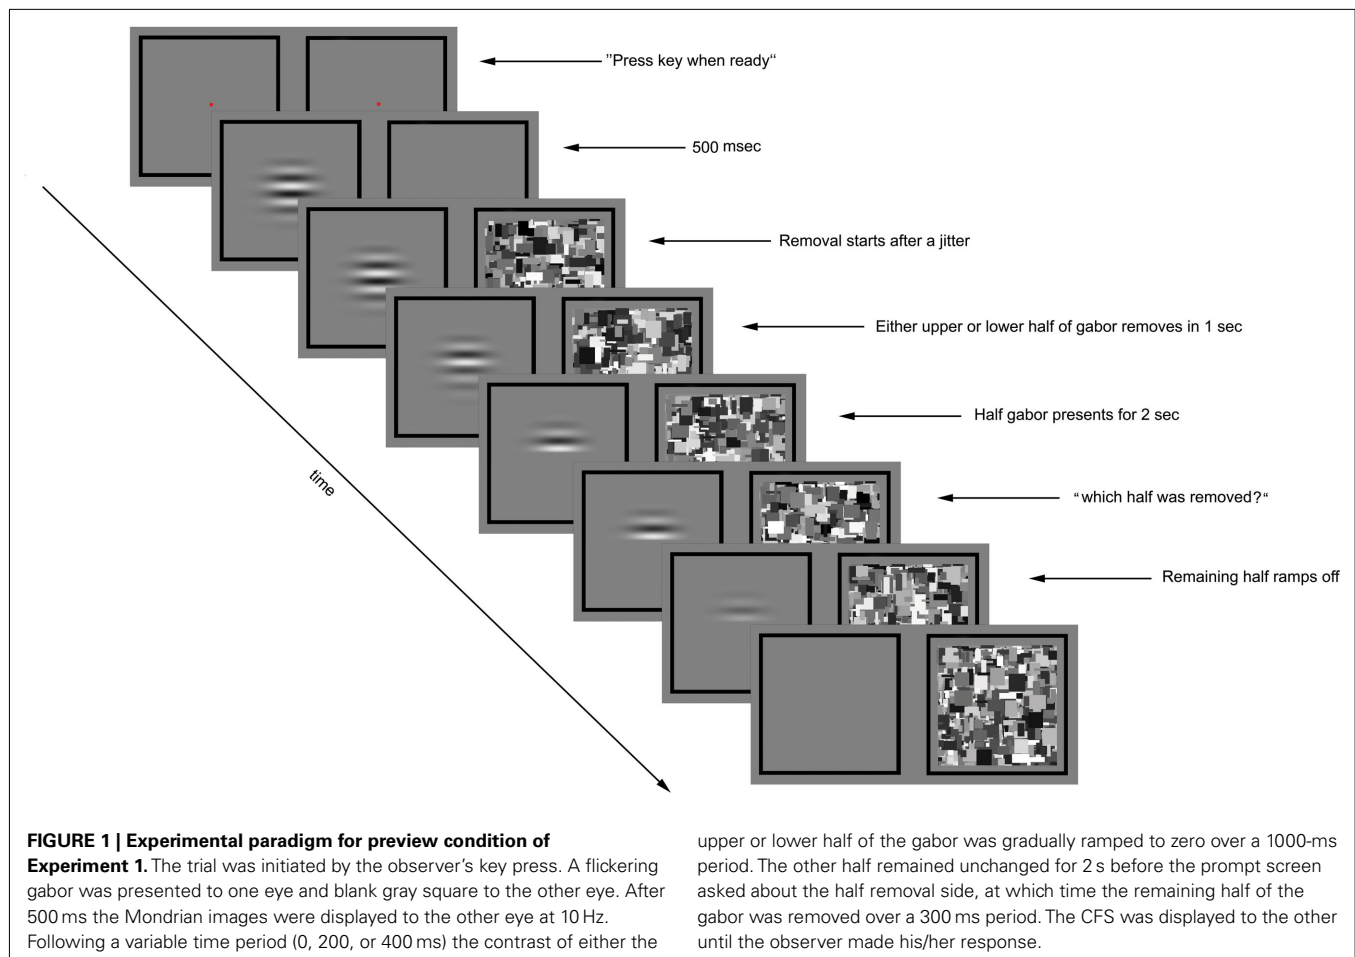 "Press key when ready"
500 msec
Removal starts after a jitter
Either upper or lower half of gabor removes in 1 sec
Half gabor presents for 2 sec
time
"which half was removed?"
Remaining half ramps off
FIGURE 1 | Experimental paradigm for preview condition of
Experiment 1. The trial was initiated by the observer's key press. A flickering
gabor was presented to one eye and blank gray square to the other eye. After
500 ms the Mondrian images were displayed to the other eye at 10 Hz.
Following a variable time period (0, 200, or 400 ms) the contrast of either the
upper or lower half of the gabor was gradually ramped to zero over a 1000-ms
period. The other half remained unchanged for 2 s before the prompt screen
asked about the half removal side, at which time the remaining half of the
gabor was removed over a 300 ms period. The CFS was displayed to the other
until the observer made his/her response.